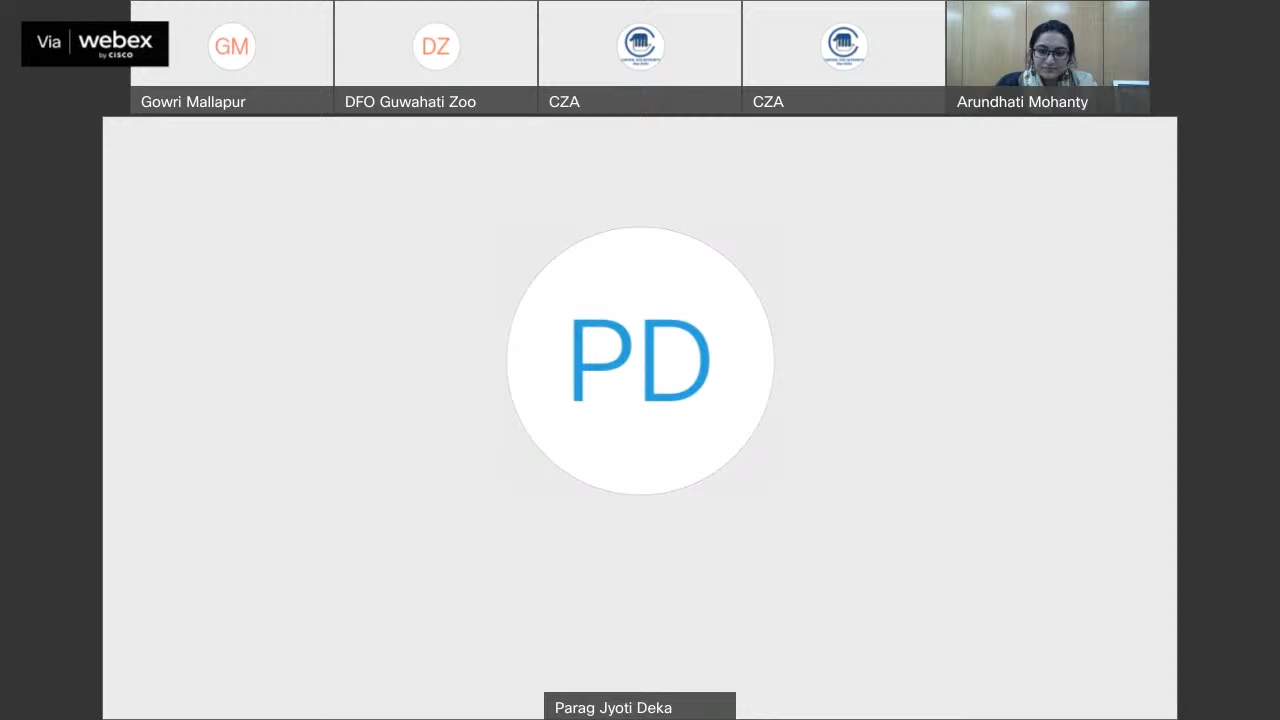 Via webex
by CISCO
GM
DZ
Gowri Mallapur
DFO Guwahati Zoo
CZA
CZA
Arundhati Mohanty
PD
Parag Jyoti Deka